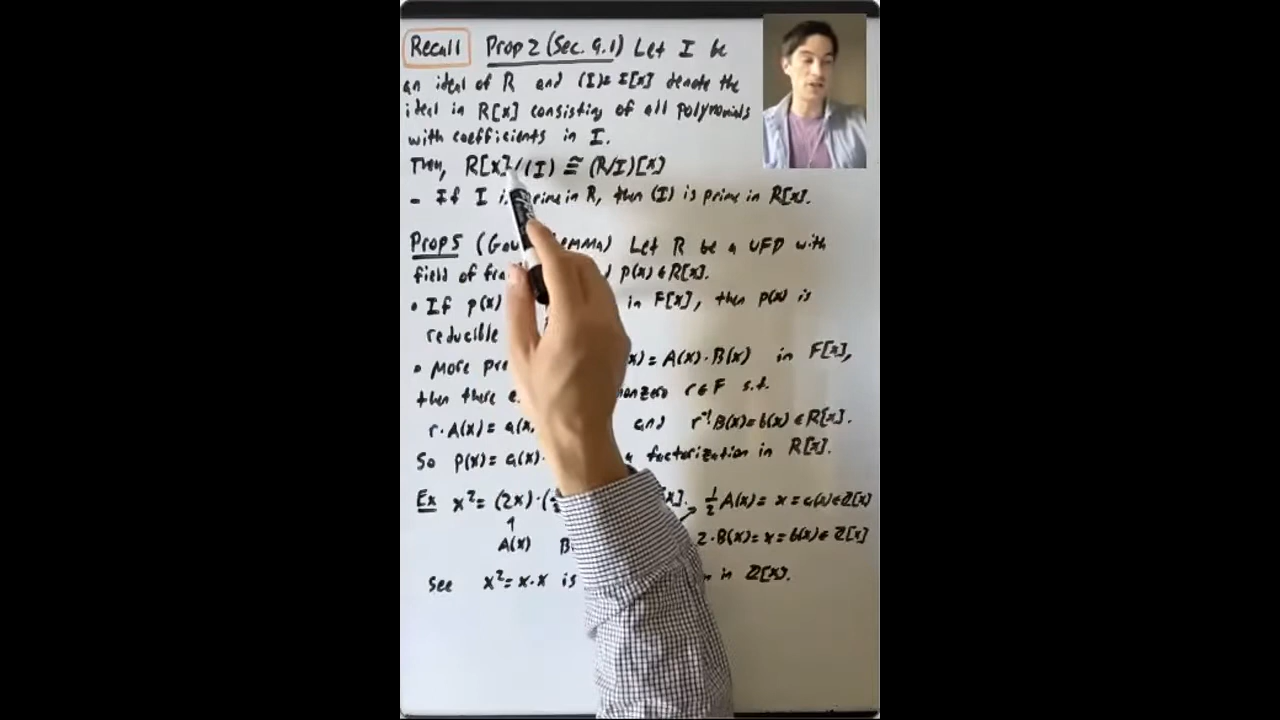 Recall Prop 2 (Sec. 9.1) Let I be
an ideal of R and (I)= I[x] denote the
ideal in R[x] consisting of all polynomials
with coefficients in I.
Then, R[x]/(I) ≅ (R/I)[x]
- If I prime in R, then (I) is prime in R[x].
Prop 5 (Lemma) Let R be a UFD with
field of p(x) ∈ R[x].
• If p(x) in F[x], then p(x) is
reducible
• More = A(x)·B(x) in F[x],
then there nonzero r∈F s.t.
r·A(x) = and r⁻¹B(x)=b(x)∈R[x].
So p(x)= a factorization in R[x].
Ex x²= (2x)· ½A(x)= x = a(x)∈ℤ[x]
↑
A(x) 2·B(x)= x = b(x)∈ ℤ[x]
See x²= x·x is in ℤ[x].